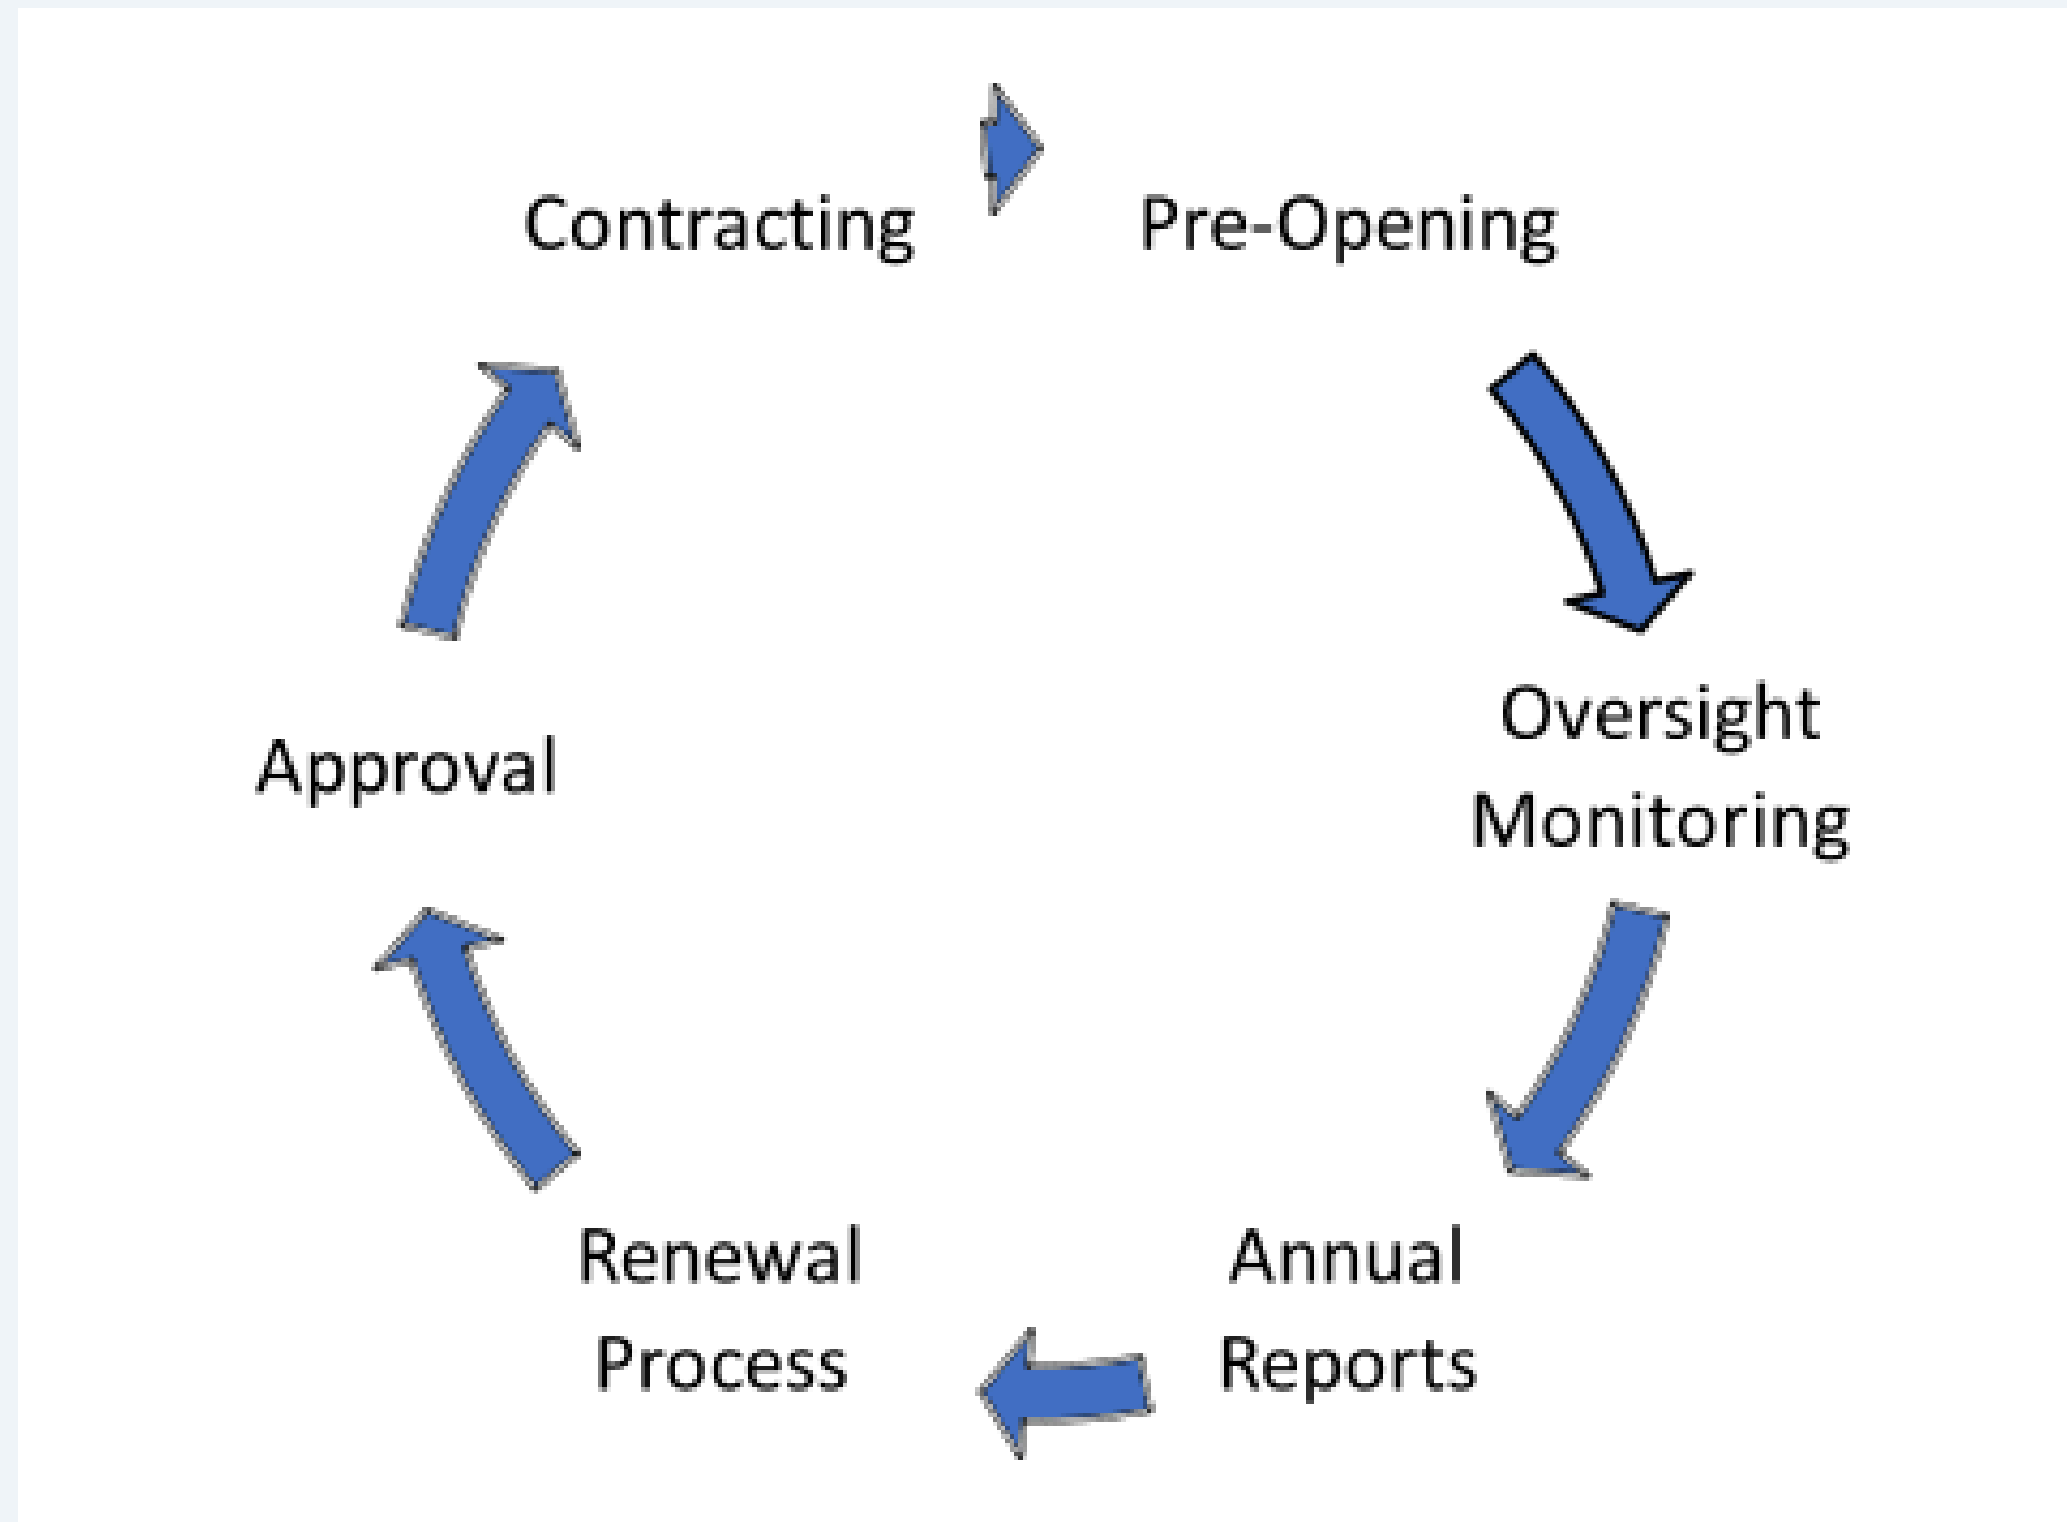 Contracting
Pre-Opening
Oversight
Monitoring
Annual
Reports
Renewal
Process
Approval